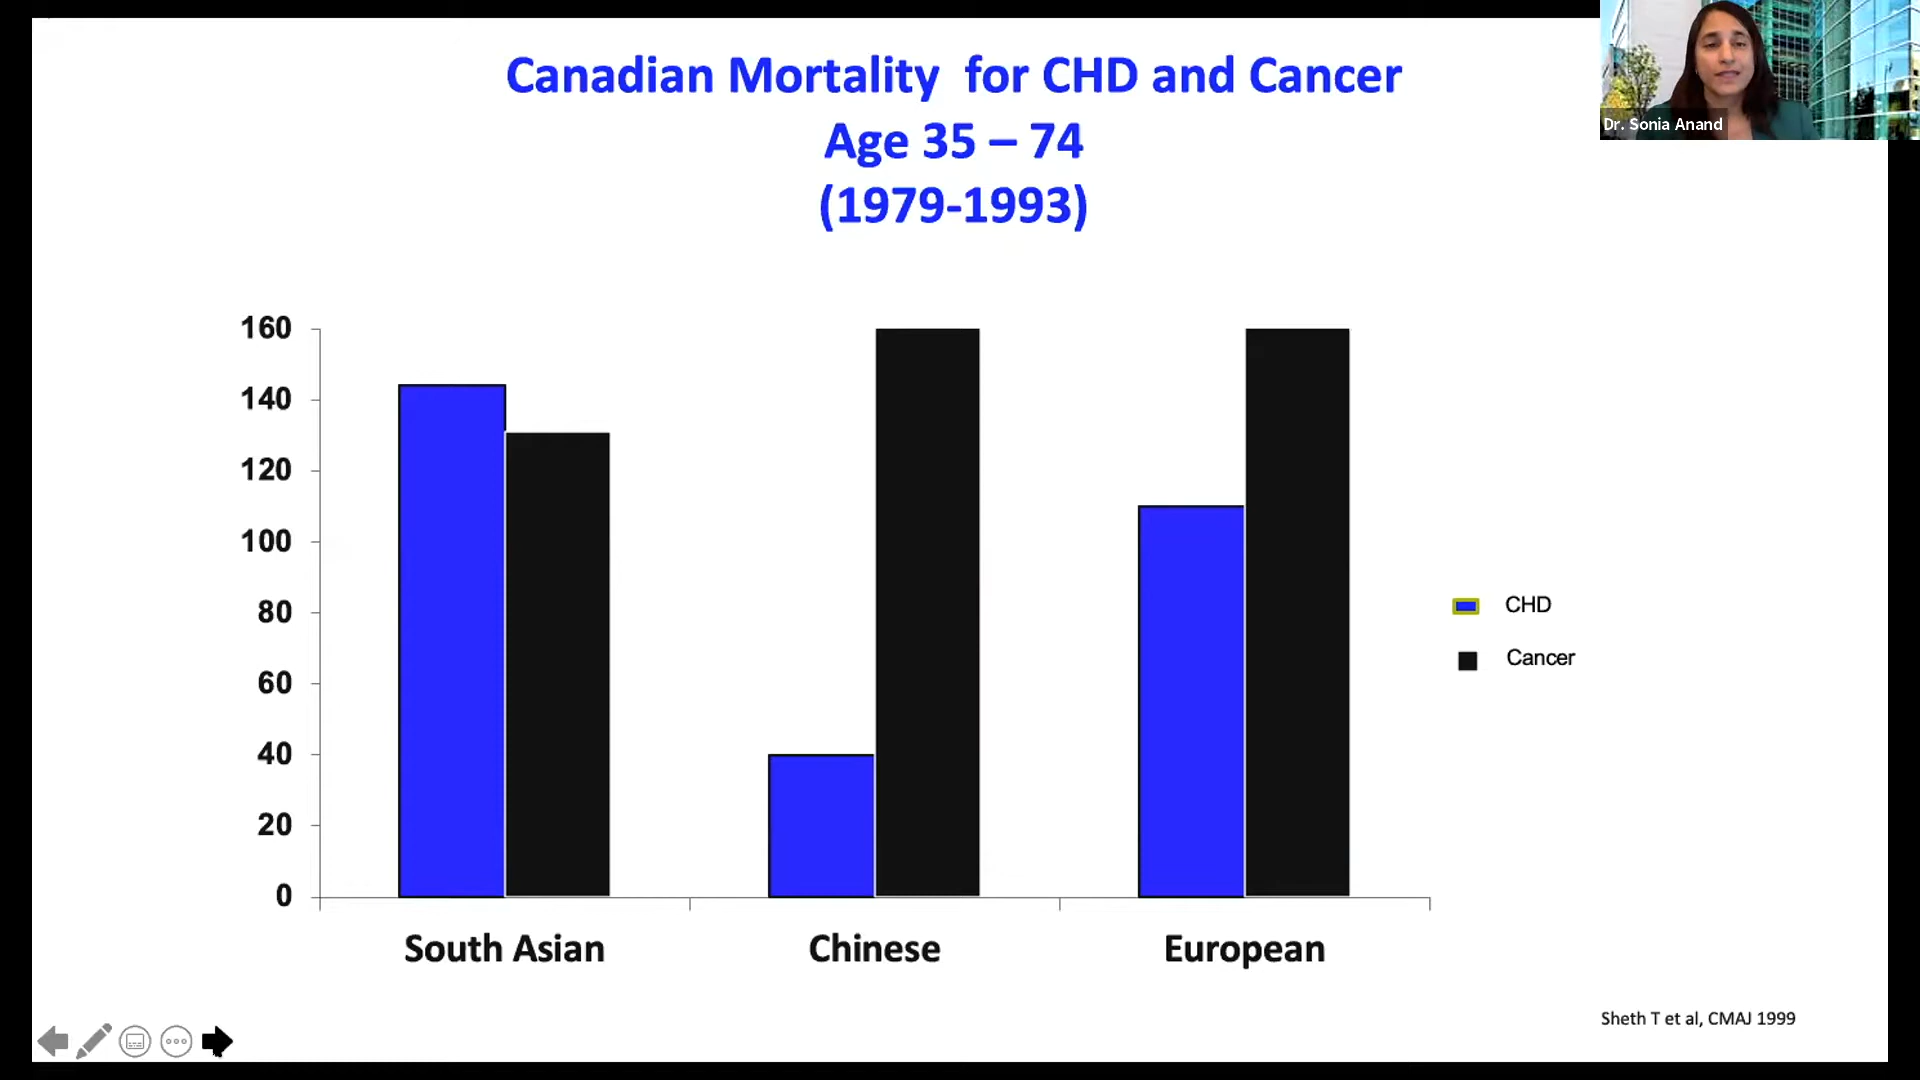 Canadian Mortality for CHD and Cancer
Age 35 – 74
(1979-1993)
Dr. Sonia Anand
160
140
120
100
80
60
40
20
0
South Asian
Chinese
European
CHD
Cancer
Sheth T et al, CMAJ 1999